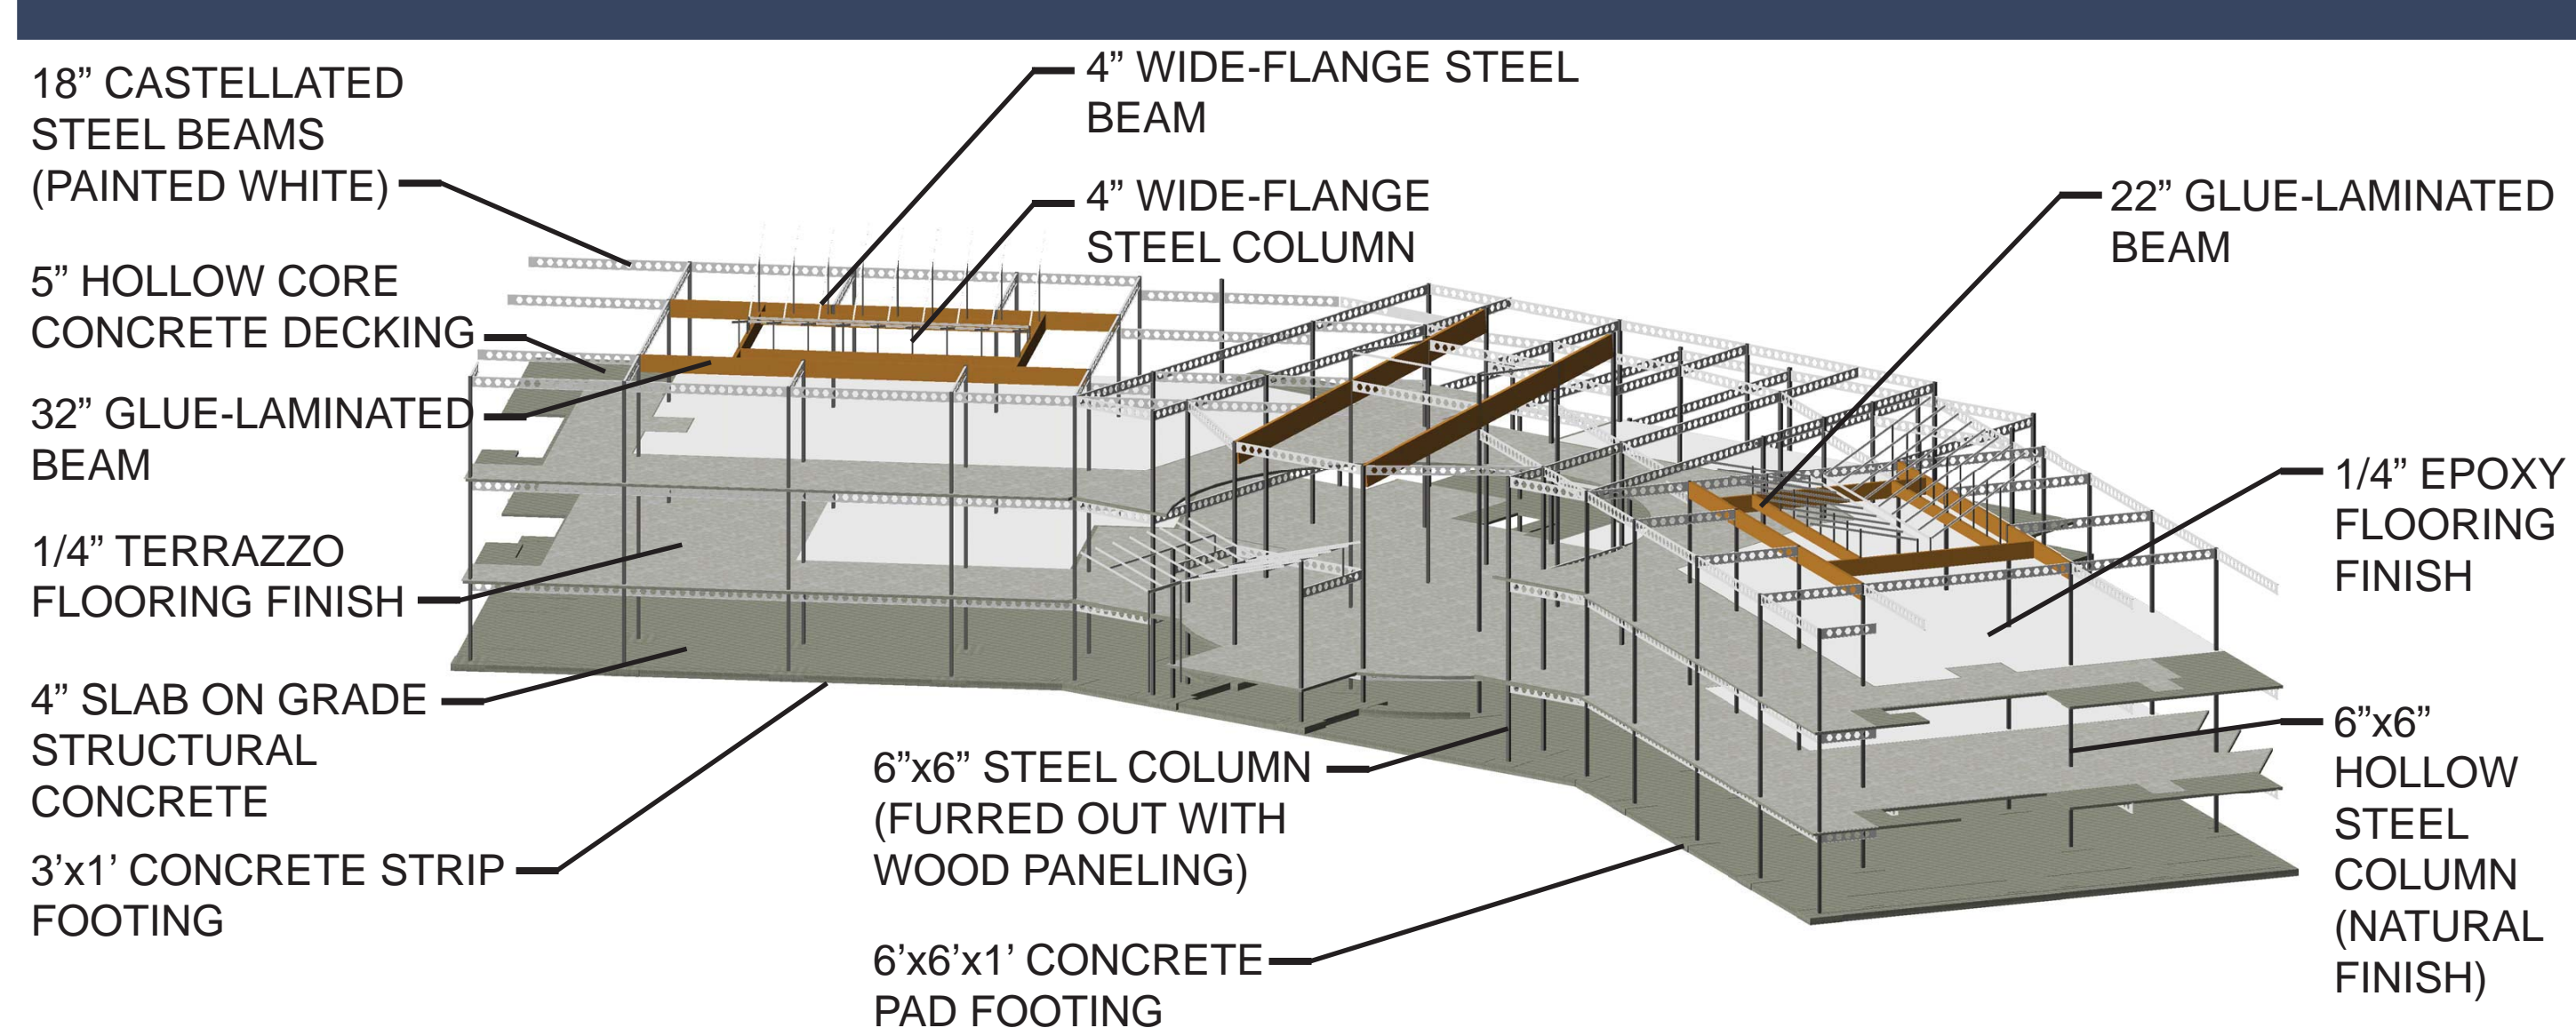 18” CASTELLATED
STEEL BEAMS
(PAINTED WHITE)
5” HOLLOW CORE
CONCRETE DECKING
32” GLUE-LAMINATED
BEAM
1/4” TERRAZZO
FLOORING FINISH
4” SLAB ON GRADE
STRUCTURAL
CONCRETE
3’x1’ CONCRETE STRIP
FOOTING
4” WIDE-FLANGE STEEL
BEAM
4” WIDE-FLANGE
STEEL COLUMN
6”x6” STEEL COLUMN
(FURRED OUT WITH
WOOD PANELING)
6’x6’x1’ CONCRETE
PAD FOOTING
22” GLUE-LAMINATED
BEAM
1/4” EPOXY
FLOORING
FINISH
6”x6”
HOLLOW
STEEL
COLUMN
(NATURAL
FINISH)